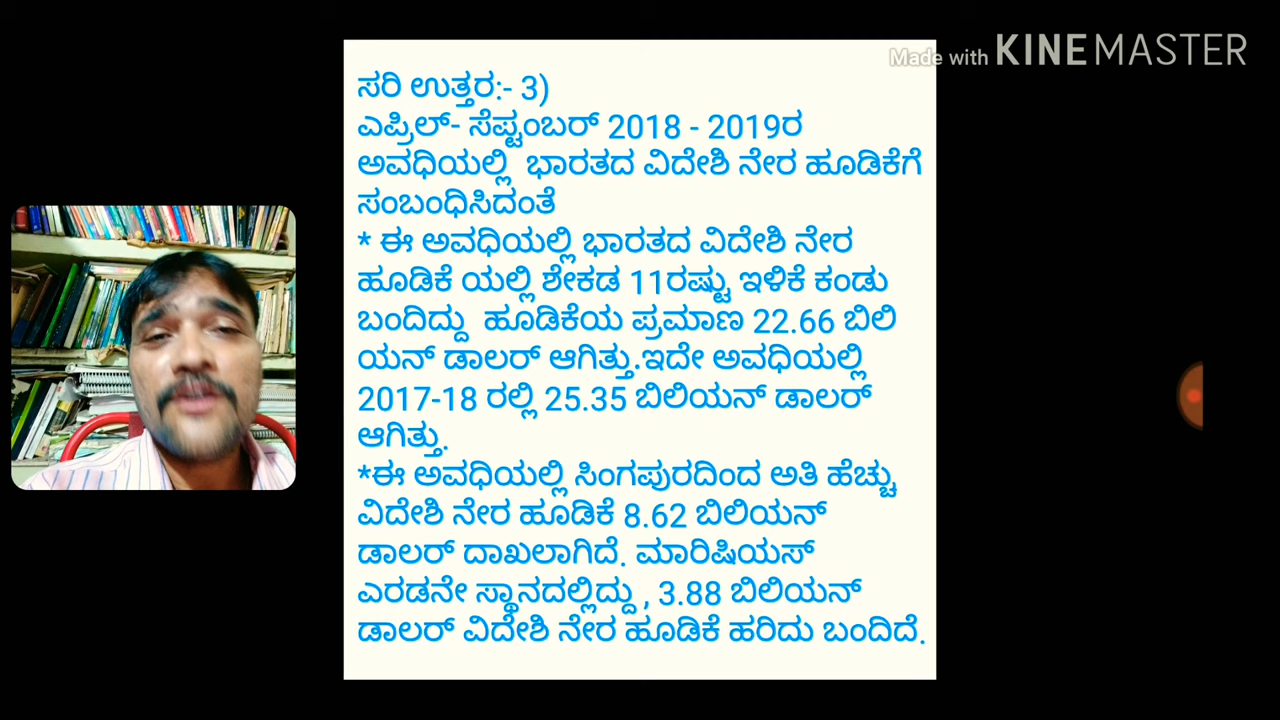 Made with KINEMASTER
ಸರಿ ಉತ್ತರ:- 3)
ಎಪ್ರಿಲ್- ಸೆಪ್ಟಂಬರ್ 2018 - 2019ರ
ಅವಧಿಯಲ್ಲಿ ಭಾರತದ ವಿದೇಶಿ ನೇರ ಹೂಡಿಕೆಗೆ
ಸಂಬಂಧಿಸಿದಂತೆ
* ಈ ಅವಧಿಯಲ್ಲಿ ಭಾರತದ ವಿದೇಶಿ ನೇರ
ಹೂಡಿಕೆ ಯಲ್ಲಿ ಶೇಕಡ 11ರಷ್ಟು ಇಳಿಕೆ ಕಂಡು
ಬಂದಿದ್ದು ಹೂಡಿಕೆಯ ಪ್ರಮಾಣ 22.66 ಬಿಲಿ
ಯನ್ ಡಾಲರ್ ಆಗಿತ್ತು.ಇದೇ ಅವಧಿಯಲ್ಲಿ
2017-18 ರಲ್ಲಿ 25.35 ಬಿಲಿಯನ್ ಡಾಲರ್
ಆಗಿತ್ತು.
*ಈ ಅವಧಿಯಲ್ಲಿ ಸಿಂಗಪುರದಿಂದ ಅತಿ ಹೆಚ್ಚು
ವಿದೇಶಿ ನೇರ ಹೂಡಿಕೆ 8.62 ಬಿಲಿಯನ್
ಡಾಲರ್ ದಾಖಲಾಗಿದೆ. ಮಾರಿಷಿಯಸ್
ಎರಡನೇ ಸ್ಥಾನದಲ್ಲಿದ್ದು , 3.88 ಬಿಲಿಯನ್
ಡಾಲರ್ ವಿದೇಶಿ ನೇರ ಹೂಡಿಕೆ ಹರಿದು ಬಂದಿದೆ.